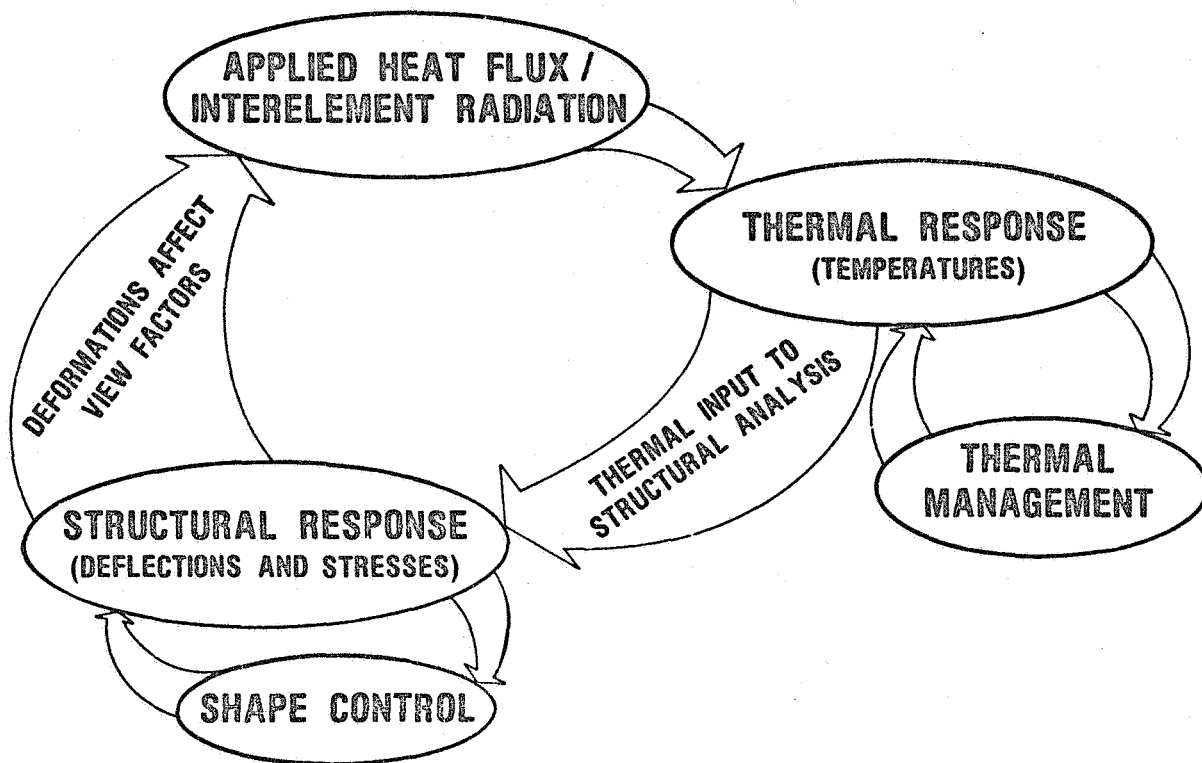 APPLIED HEAT FLUX /
INTERELEMENT RADIATION
THERMAL RESPONSE
(TEMPERATURES)
DEFORMATIONS AFFECT
VIEW FACTORS
THERMAL INPUT TO
STRUCTURAL ANALYSIS
THERMAL
MANAGEMENT
STRUCTURAL RESPONSE
(DEFLECTIONS AND STRESSES)
SHAPE CONTROL